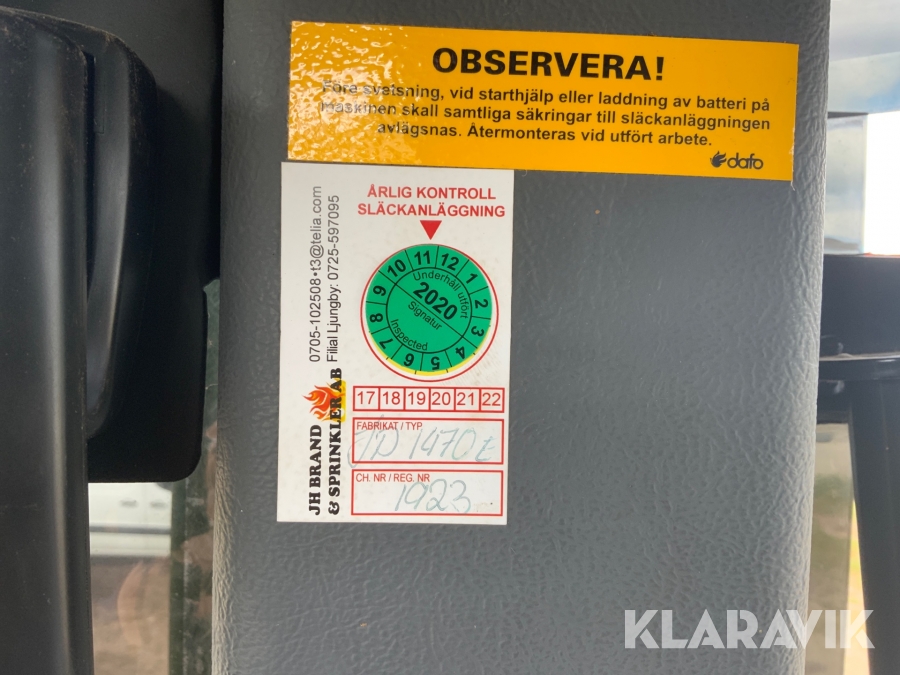 OBSERVERA!
Före svetsning, vid starthjälp eller laddning av batteri på
maskinen skall samtliga säkringar till släckanläggningen
avlägsnas. Återmonteras vid utfört arbete.
dafo
ÅRLIG KONTROLL
SLÄCKANLÄGGNING
1 2 3 4 5 6 7 8 9 10 11 12
Underhåll utfört
2020
Signatur
Inspected
17 18 19 20 21 22
FABRIKAT / TYP
JD 1470E
CH. NR / REG. NR
1923
JH BRAND
& SPRINKLER AB
0705-102508•t3@telia.com
Filial Ljungby: 0725-597095
KLARAVIK